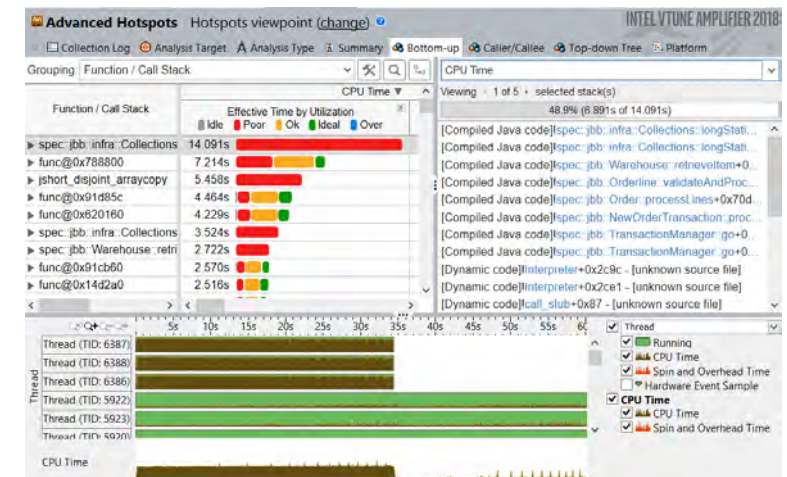 Advanced Hotspots Hotspots viewpoint (change) INTEL VTUNE AMPLIFIER 2018
Collection Log Analysis Target Analysis Type Summary Bottom-up Caller/Callee Top-down Tree Platform
Grouping: Function / Call Stack
CPU Time
Function / Call Stack
CPU Time ▼
Effective Time by Utilization
Idle Poor Ok Ideal Over
spec::jbb::infra::Collections 14.091s
func@0x788800 7.214s
jshort_disjoint_arraycopy 5.458s
func@0x91d85c 4.464s
func@0x620160 4.229s
spec::jbb::infra::Collections 3.524s
spec::jbb::Warehouse::retri 2.722s
func@0x91cb60 2.570s
func@0x14d2a0 2.516s
Viewing 1 of 5 selected stack(s)
48.9% (6.891s of 14.091s)
[Compiled Java code]!spec::jbb::infra::Collections::longStati...
[Compiled Java code]!spec::jbb::infra::Collections::longStati...
[Compiled Java code]!spec::jbb::Warehouse::retrieveItem+0...
[Compiled Java code]!spec::jbb::Orderline::validateAndProc...
[Compiled Java code]!spec::jbb::Order::processLines+0x70d...
[Compiled Java code]!spec::jbb::NewOrderTransaction::proc...
[Compiled Java code]!spec::jbb::TransactionManager::go+0...
[Compiled Java code]!spec::jbb::TransactionManager::go+0...
[Dynamic code]!Interpreter+0x2c9c - [unknown source file]
[Dynamic code]!Interpreter+0x2ce1 - [unknown source file]
[Dynamic code]!call_stub+0x87 - [unknown source file]
5s 10s 15s 20s 25s 30s 35s 40s 45s 50s 55s
Thread
Thread (TID: 6387)
Thread (TID: 6388)
Thread (TID: 6386)
Thread (TID: 5922)
Thread (TID: 5923)
Thread (TID: 5920)
CPU Time
Thread
Running
CPU Time
Spin and Overhead Time
Hardware Event Sample
CPU Time
CPU Time
Spin and Overhead Time